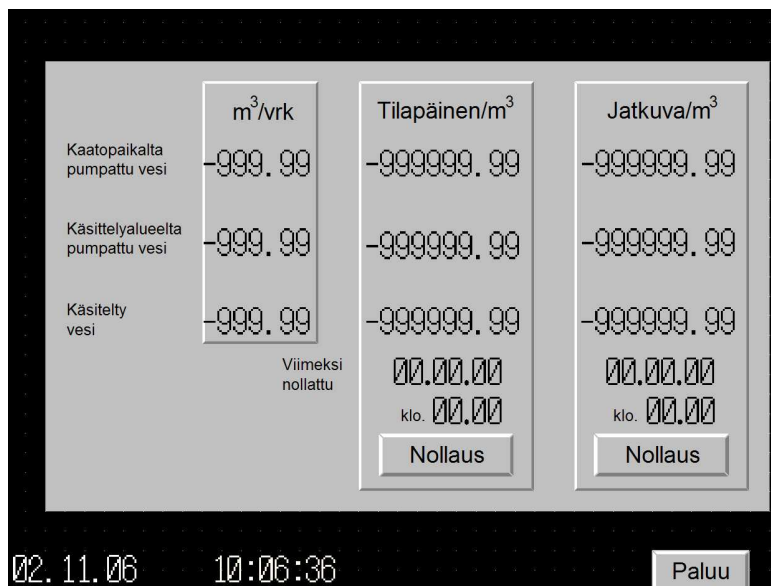 m³/vrk Tilapäinen/m³ Jatkuva/m³
Kaatopaikalta
pumpattu vesi
-999.99 -999999.99 -999999.99
Käsittelyalueelta
pumpattu vesi
-999.99 -999999.99 -999999.99
Käsitelty
vesi
-999.99 -999999.99 -999999.99
Viimeksi
nollattu
00.00.00 00.00.00
klo. 00.00 klo. 00.00
Nollaus Nollaus
02.11.06 10:06:36 Paluu